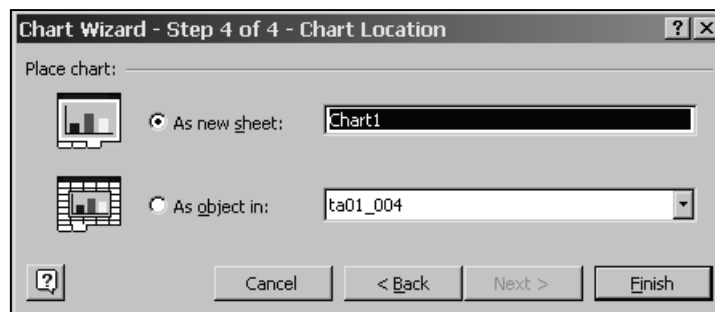 Chart Wizard - Step 4 of 4 - Chart Location
Place chart:
As new sheet: Chart1
As object in: ta01_004
Cancel < Back Next > Finish